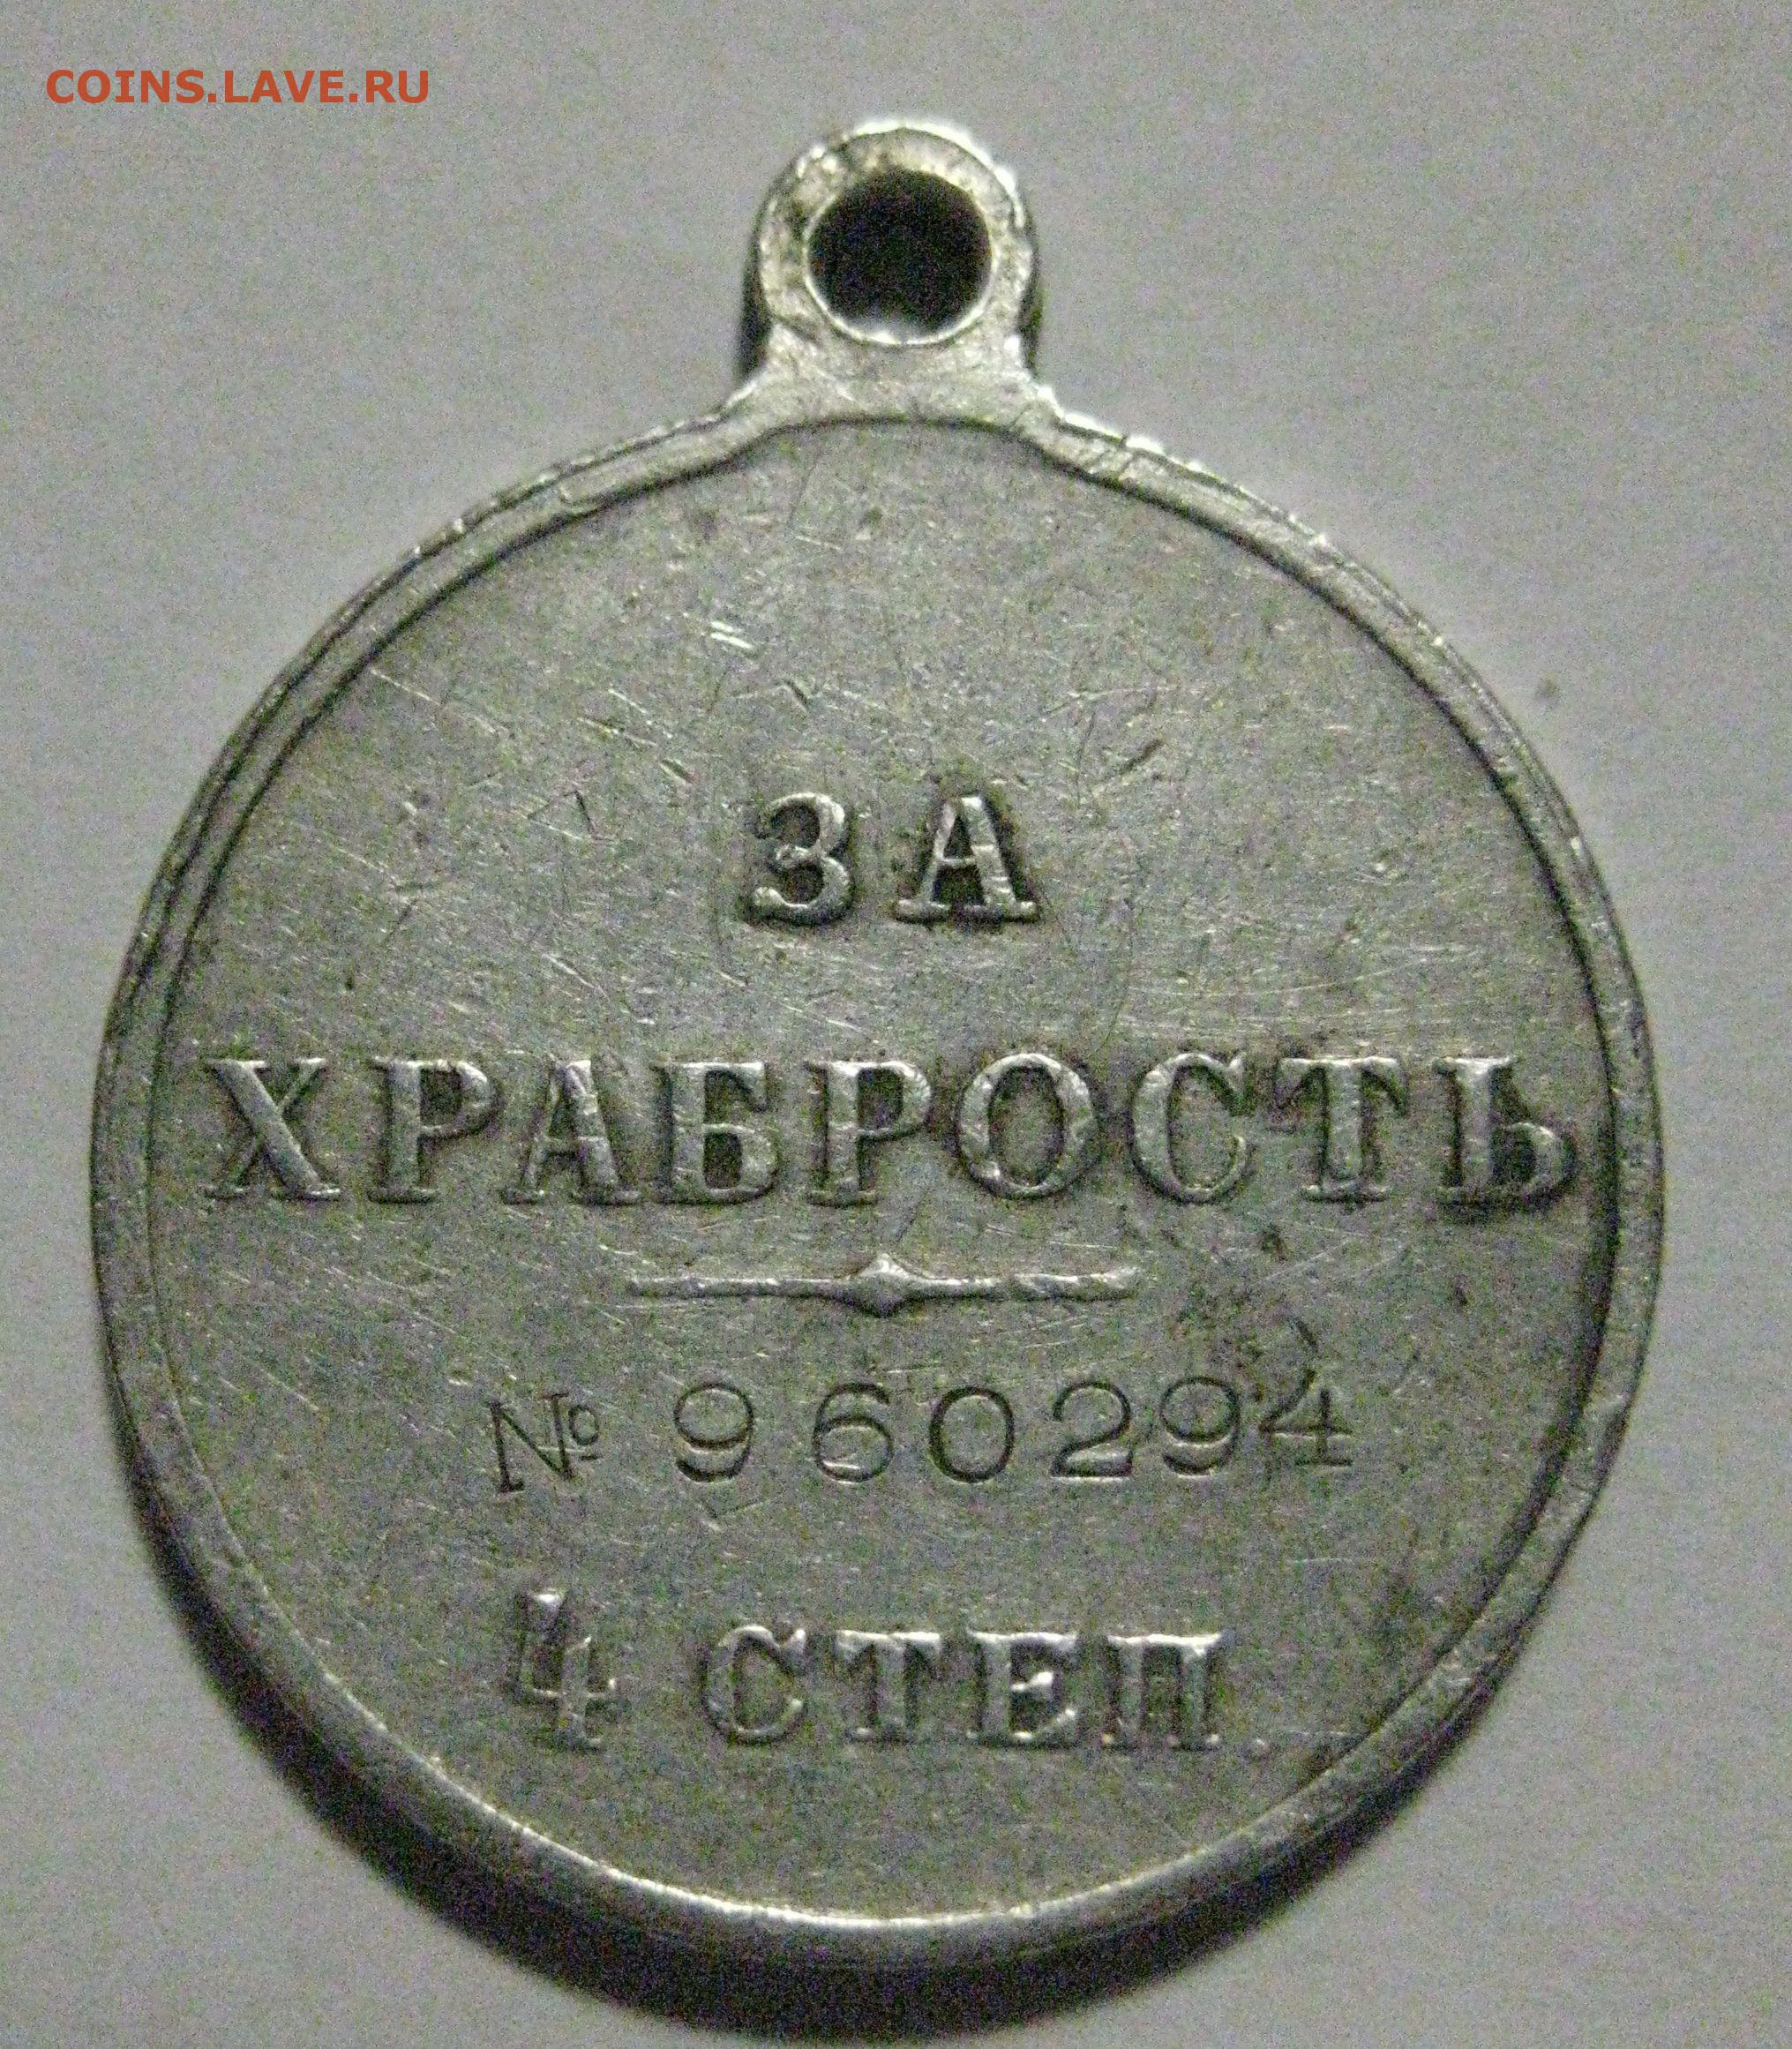 COINS.LAVE.RU
ЗА
ХРАБРОСТЬ
№ 960294
4 СТЕП.